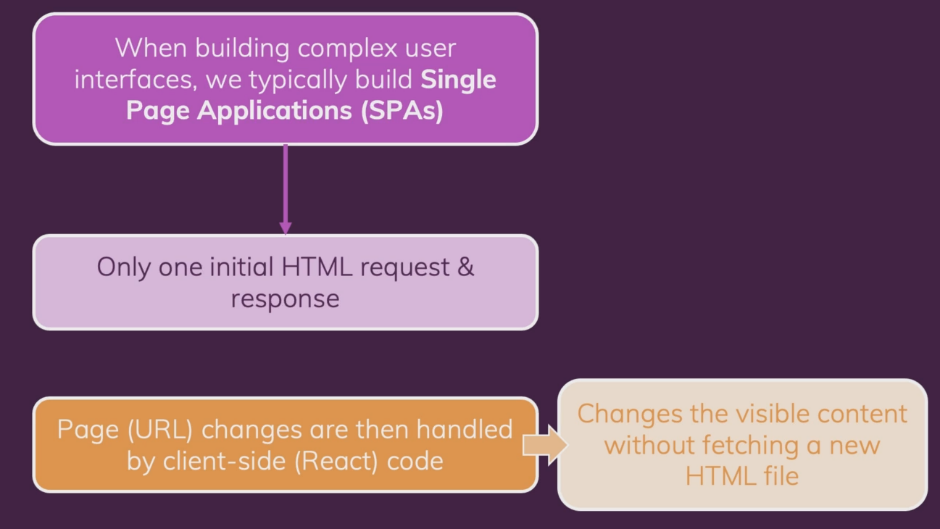 When building complex user
interfaces, we typically build Single
Page Applications (SPAs)
Only one initial HTML request &
response
Page (URL) changes are then handled
by client-side (React) code
Changes the visible content
without fetching a new
HTML file